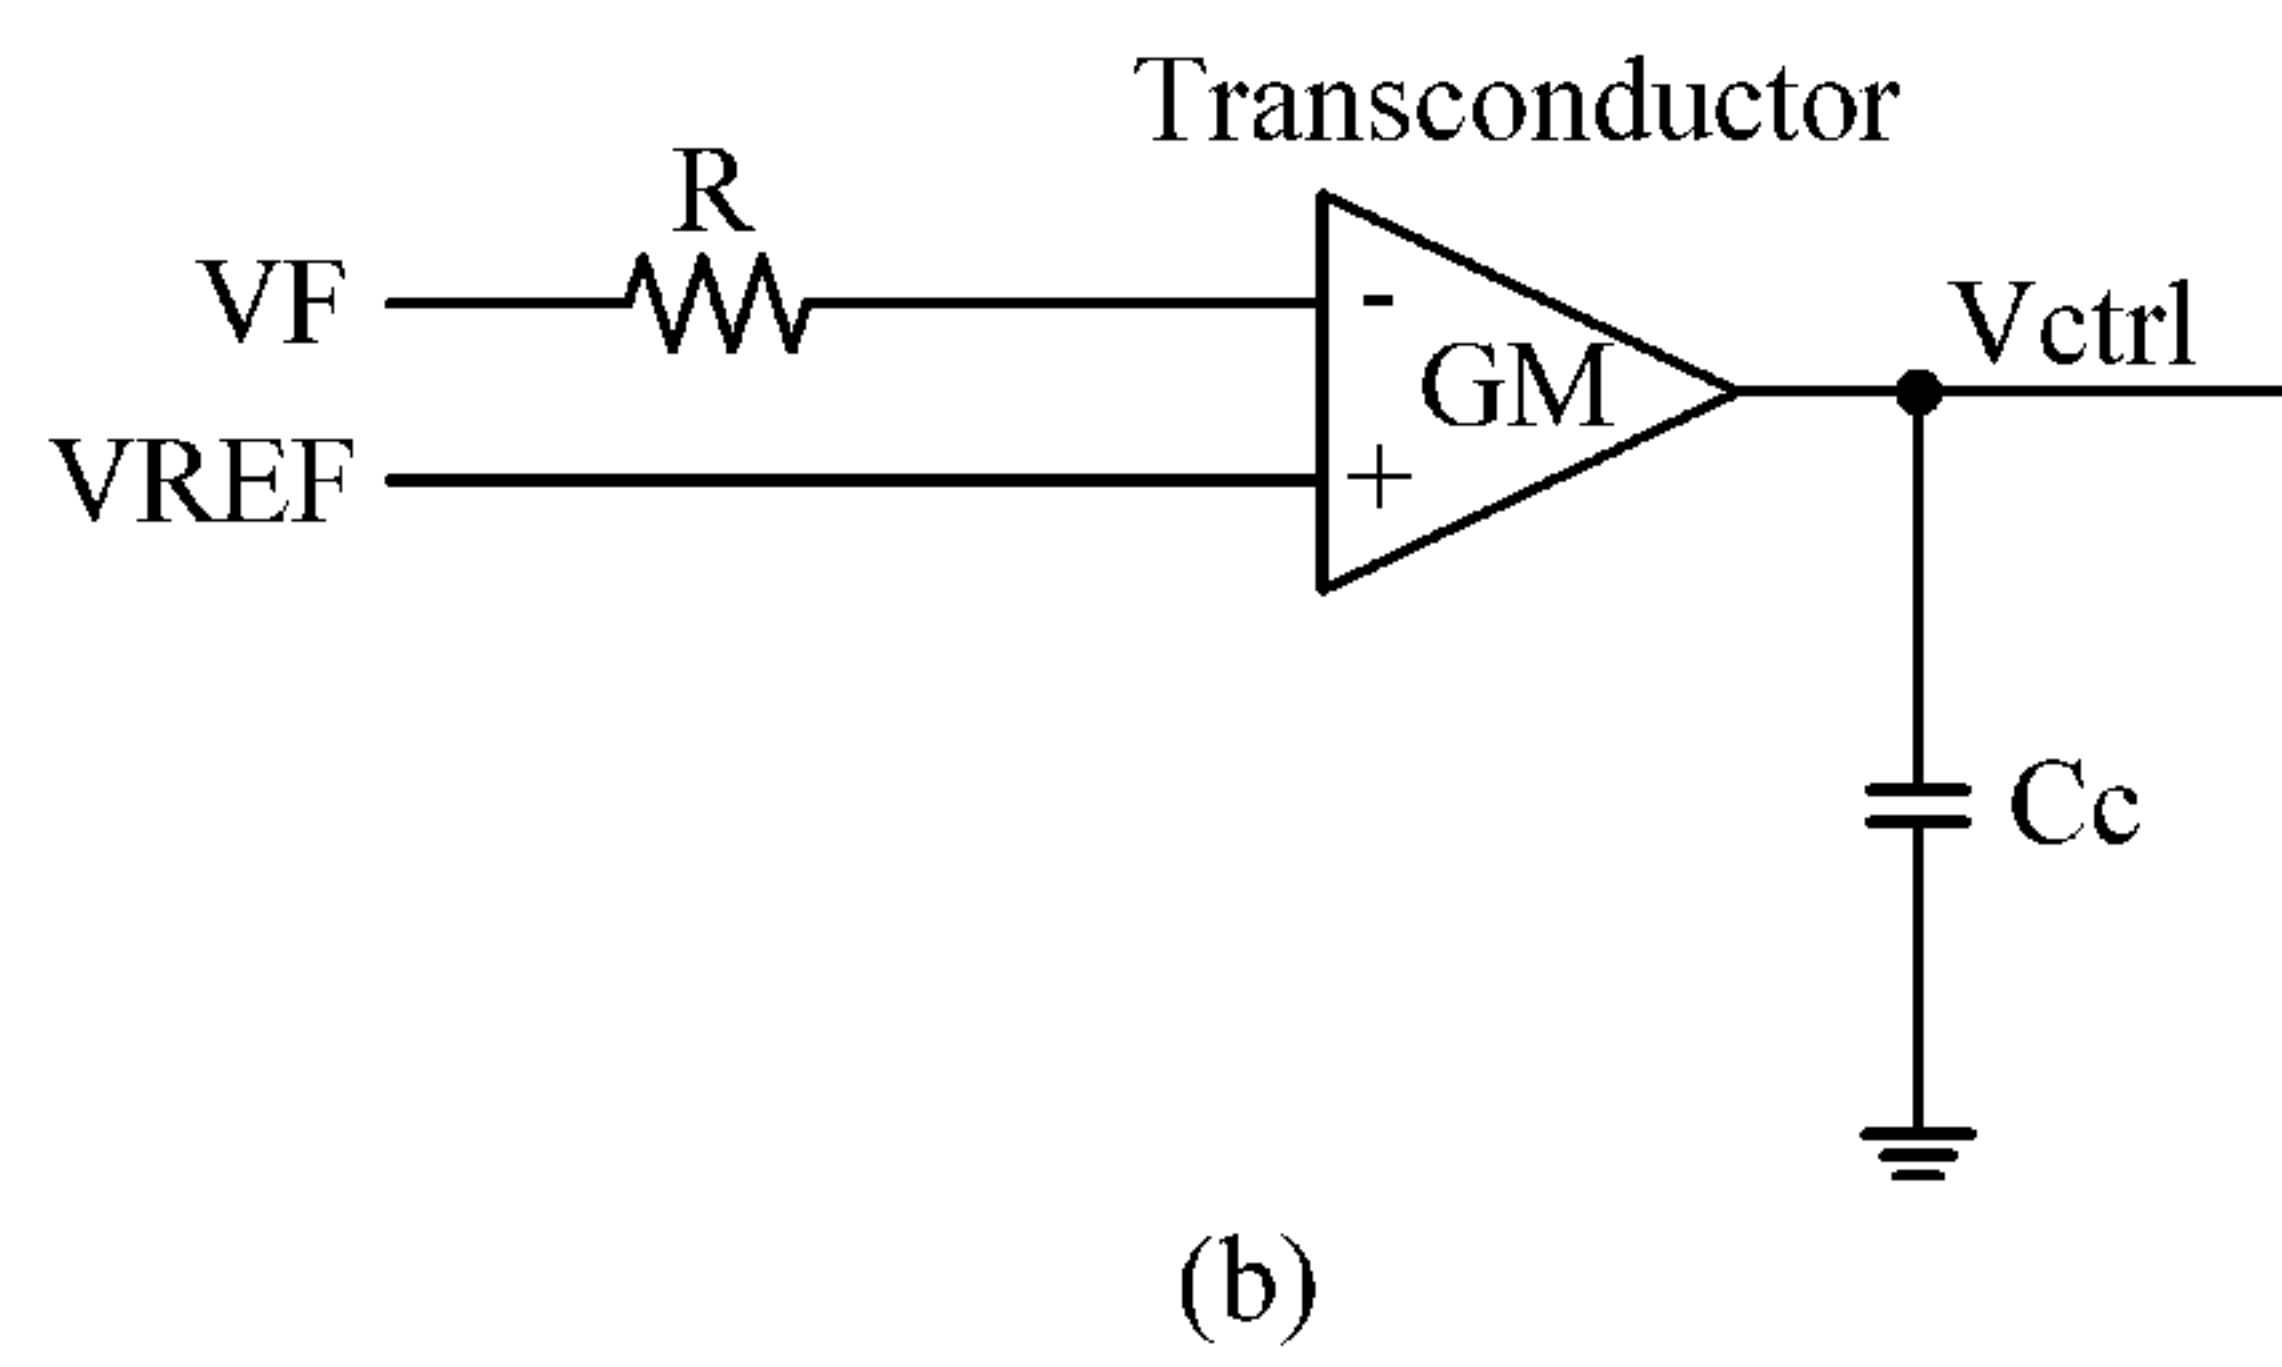 Transconductor
R
VF
-
GM
Vctrl
VREF
+
Cc
(b)